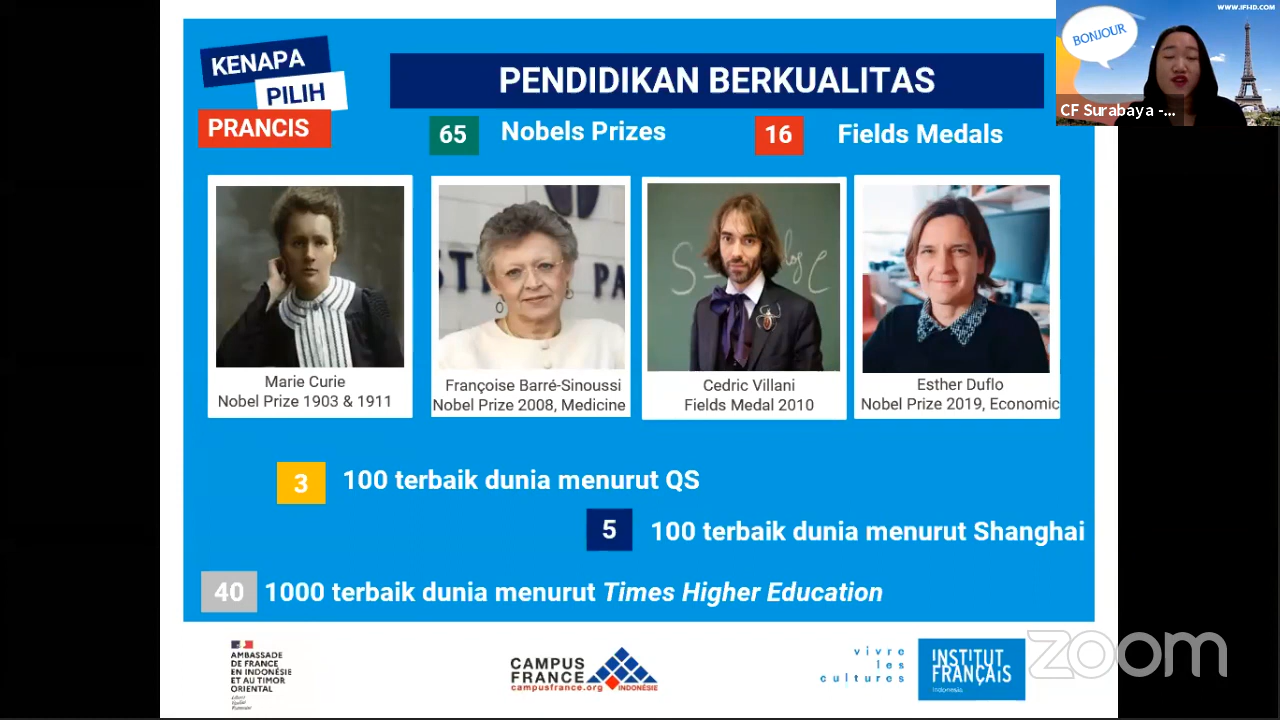 WWW.IFHD.COM
BONJOUR
CF Surabaya -...
KENAPA
PILIH
PRANCIS
PENDIDIKAN BERKUALITAS
65 Nobels Prizes
16 Fields Medals
Marie Curie
Nobel Prize 1903 & 1911
Françoise Barré-Sinoussi
Nobel Prize 2008, Medicine
Cedric Villani
Fields Medal 2010
Esther Duflo
Nobel Prize 2019, Economic
3 100 terbaik dunia menurut QS
5 100 terbaik dunia menurut Shanghai
40 1000 terbaik dunia menurut Times Higher Education
AMBASSADE
DE FRANCE
EN INDONÉSIE
ET AU TIMOR
ORIENTAL
CAMPUS
FRANCE
campusfrance.org INDONÉSIE
vivre
les
cultures
INSTITUT
FRANÇAIS
Indonesia
zoom